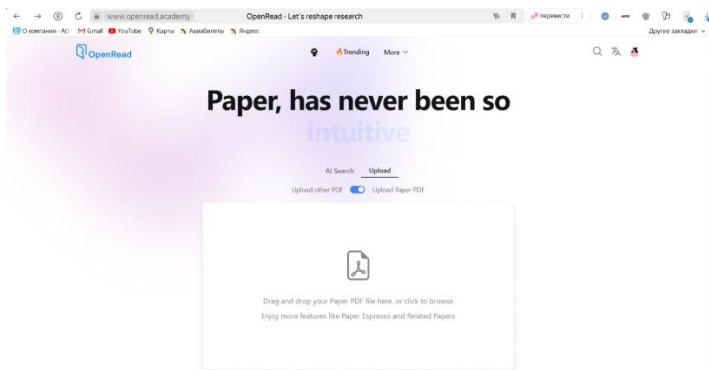 www.openread.academy OpenRead - Let's reshape research перевести
О компании - АО Gmail YouTube Карты Авиабилеты Яндекс Другие закладки
OpenRead Trending More
Paper, has never been so
intuitive
AI Search Upload
Upload other PDF Upload Paper PDF
Drag and drop your Paper PDF file here, or click to browse
Enjoy more features like Paper Espresso and Related Papers